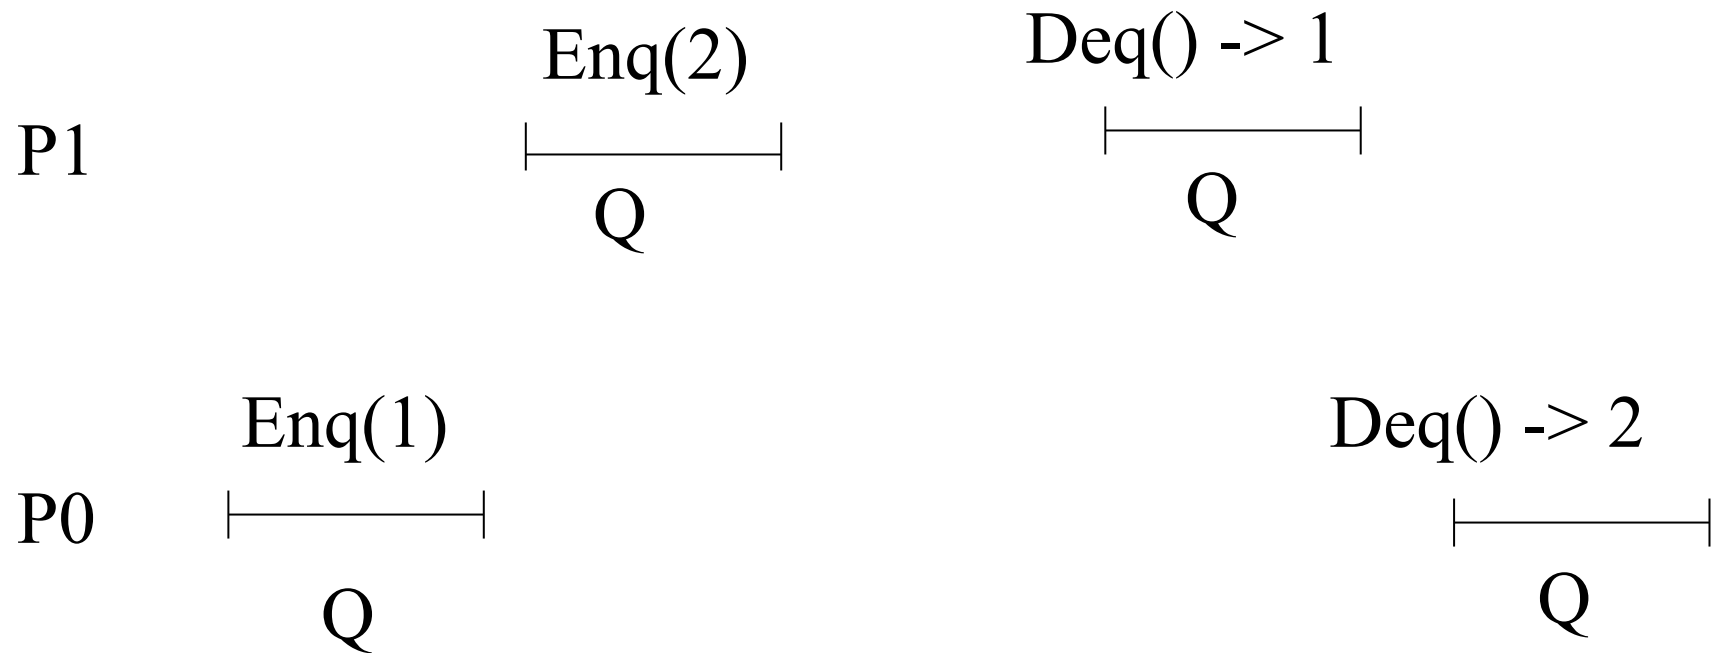 Enq(2)
Deq() -> 1
P1
Q
Q
Enq(1)
Deq() -> 2
P0
Q
Q